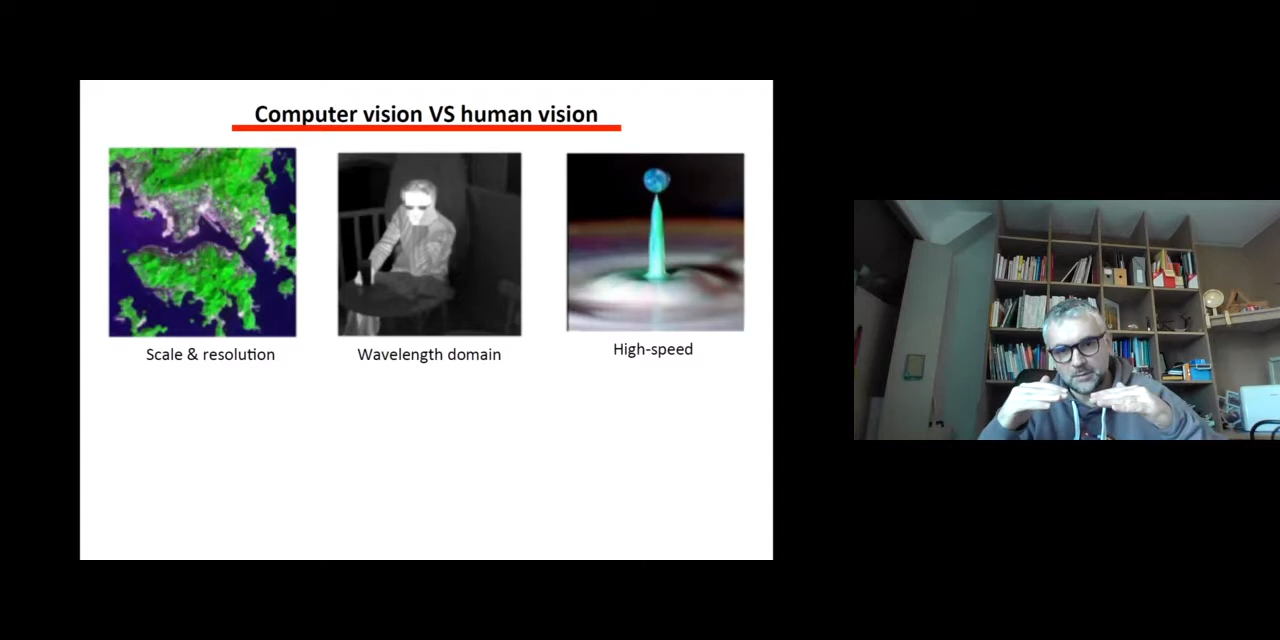 Computer vision VS human vision
Scale & resolution
Wavelength domain
High-speed